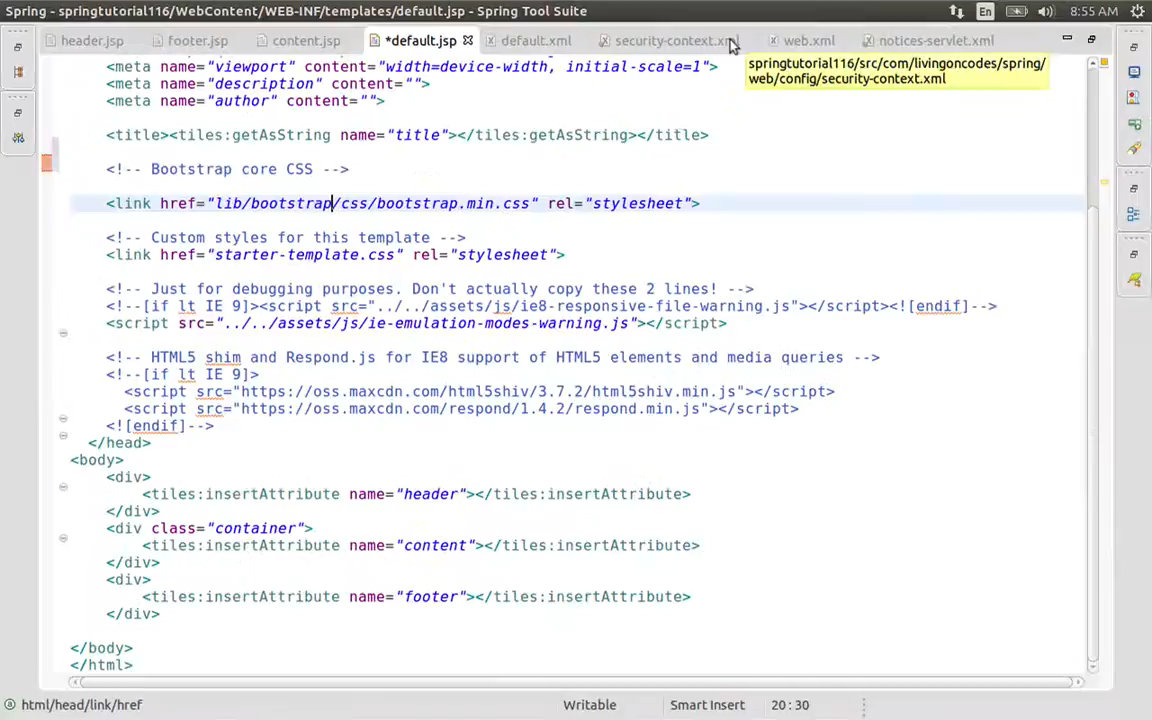 Spring - springtutorial116/WebContent/WEB-INF/templates/default.jsp - Spring Tool Suite
En
8:55 AM
header.jsp
footer.jsp
content.jsp
*default.jsp
default.xml
security-context.xml
web.xml
notices-servlet.xml
springtutorial116/src/com/livingoncodes/spring/
web/config/security-context.xml
<meta name="viewport" content="width=device-width, initial-scale=1">
<meta name="description" content="">
<meta name="author" content="">
<title><tiles:getAsString name="title"></tiles:getAsString></title>
<!-- Bootstrap core CSS -->
<link href="lib/bootstrap/css/bootstrap.min.css" rel="stylesheet">
<!-- Custom styles for this template -->
<link href="starter-template.css" rel="stylesheet">
<!-- Just for debugging purposes. Don't actually copy these 2 lines! -->
<!--[if lt IE 9]><script src="../../assets/js/ie8-responsive-file-warning.js"></script><![endif]-->
<script src="../../assets/js/ie-emulation-modes-warning.js"></script>
<!-- HTML5 shim and Respond.js for IE8 support of HTML5 elements and media queries -->
<!--[if lt IE 9]>
<script src="https://oss.maxcdn.com/html5shiv/3.7.2/html5shiv.min.js"></script>
<script src="https://oss.maxcdn.com/respond/1.4.2/respond.min.js"></script>
<![endif]-->
</head>
<body>
<div>
<tiles:insertAttribute name="header"></tiles:insertAttribute>
</div>
<div class="container">
<tiles:insertAttribute name="content"></tiles:insertAttribute>
</div>
<div>
<tiles:insertAttribute name="footer"></tiles:insertAttribute>
</div>
</body>
</html>
html/head/link/href
Writable
Smart Insert
20 : 30